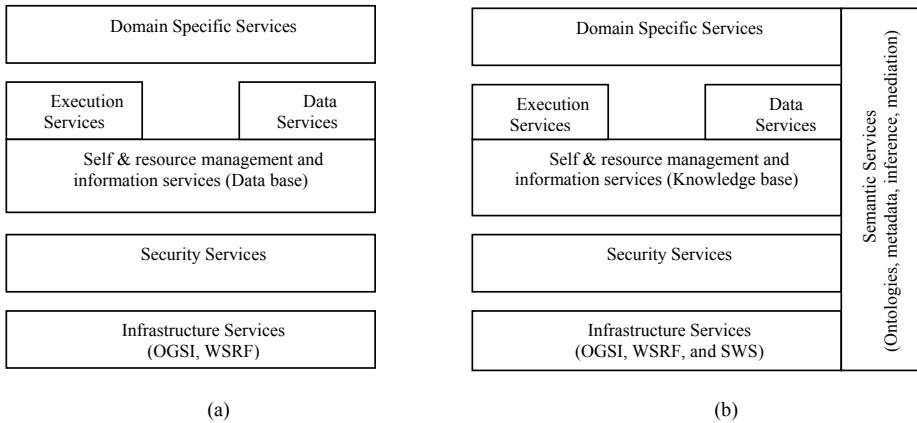 Domain Specific Services
Execution
Services
Data
Services
Self & resource management and
information services (Data base)
Security Services
Infrastructure Services
(OGSI, WSRF)
(a)
Domain Specific Services
Execution
Services
Data
Services
Self & resource management and
information services (Knowledge base)
Security Services
Infrastructure Services
(OGSI, WSRF, and SWS)
Semantic Services
(Ontologies, metadata, inference, mediation)
(b)